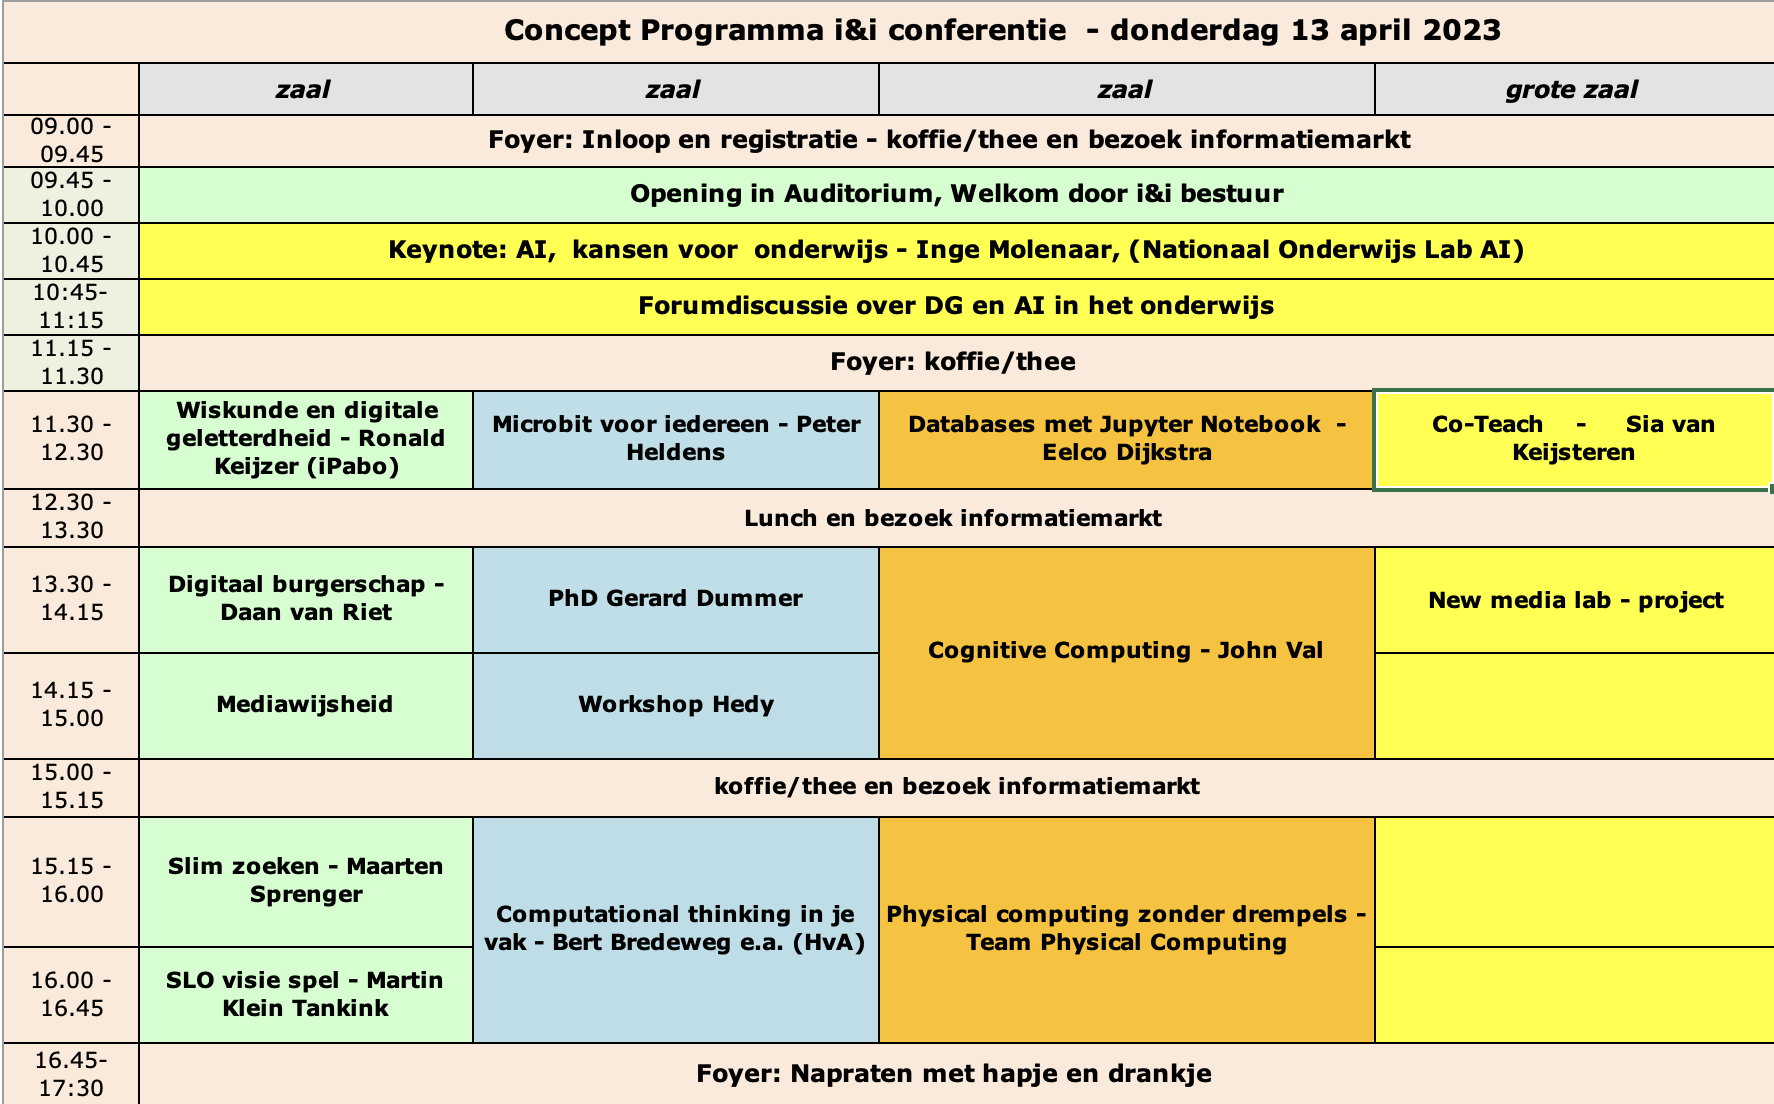 Concept Programma i&i conferentie  - donderdag 13 april 2023
zaal
zaal
zaal
grote zaal
09.00 -
09.45
Foyer: Inloop en registratie - koffie/thee en bezoek informatiemarkt
09.45 -
10.00
Opening in Auditorium, Welkom door i&i bestuur
10.00 -
10.45
Keynote: AI,  kansen voor  onderwijs - Inge Molenaar, (Nationaal Onderwijs Lab AI)
10:45-
11:15
Forumdiscussie over DG en AI in het onderwijs
11.15 -
11.30
Foyer: koffie/thee
11.30 -
12.30
Wiskunde en digitale
geletterdheid - Ronald
Keijzer (iPabo)
Microbit voor iedereen - Peter
Heldens
Databases met Jupyter Notebook  -
Eelco Dijkstra
Co-Teach    -    Sia van
Keijsteren
12.30 -
13.30
Lunch en bezoek informatiemarkt
13.30 -
14.15
Digitaal burgerschap -
Daan van Riet
PhD Gerard Dummer
Cognitive Computing - John Val
New media lab - project
14.15 -
15.00
Mediawijsheid
Workshop Hedy
15.00 -
15.15
koffie/thee en bezoek informatiemarkt
15.15 -
16.00
Slim zoeken - Maarten
Sprenger
Computational thinking in je
vak - Bert Bredeweg e.a. (HvA)
Physical computing zonder drempels -
Team Physical Computing
16.00 -
16.45
SLO visie spel - Martin
Klein Tankink
16.45-
17:30
Foyer: Napraten met hapje en drankje